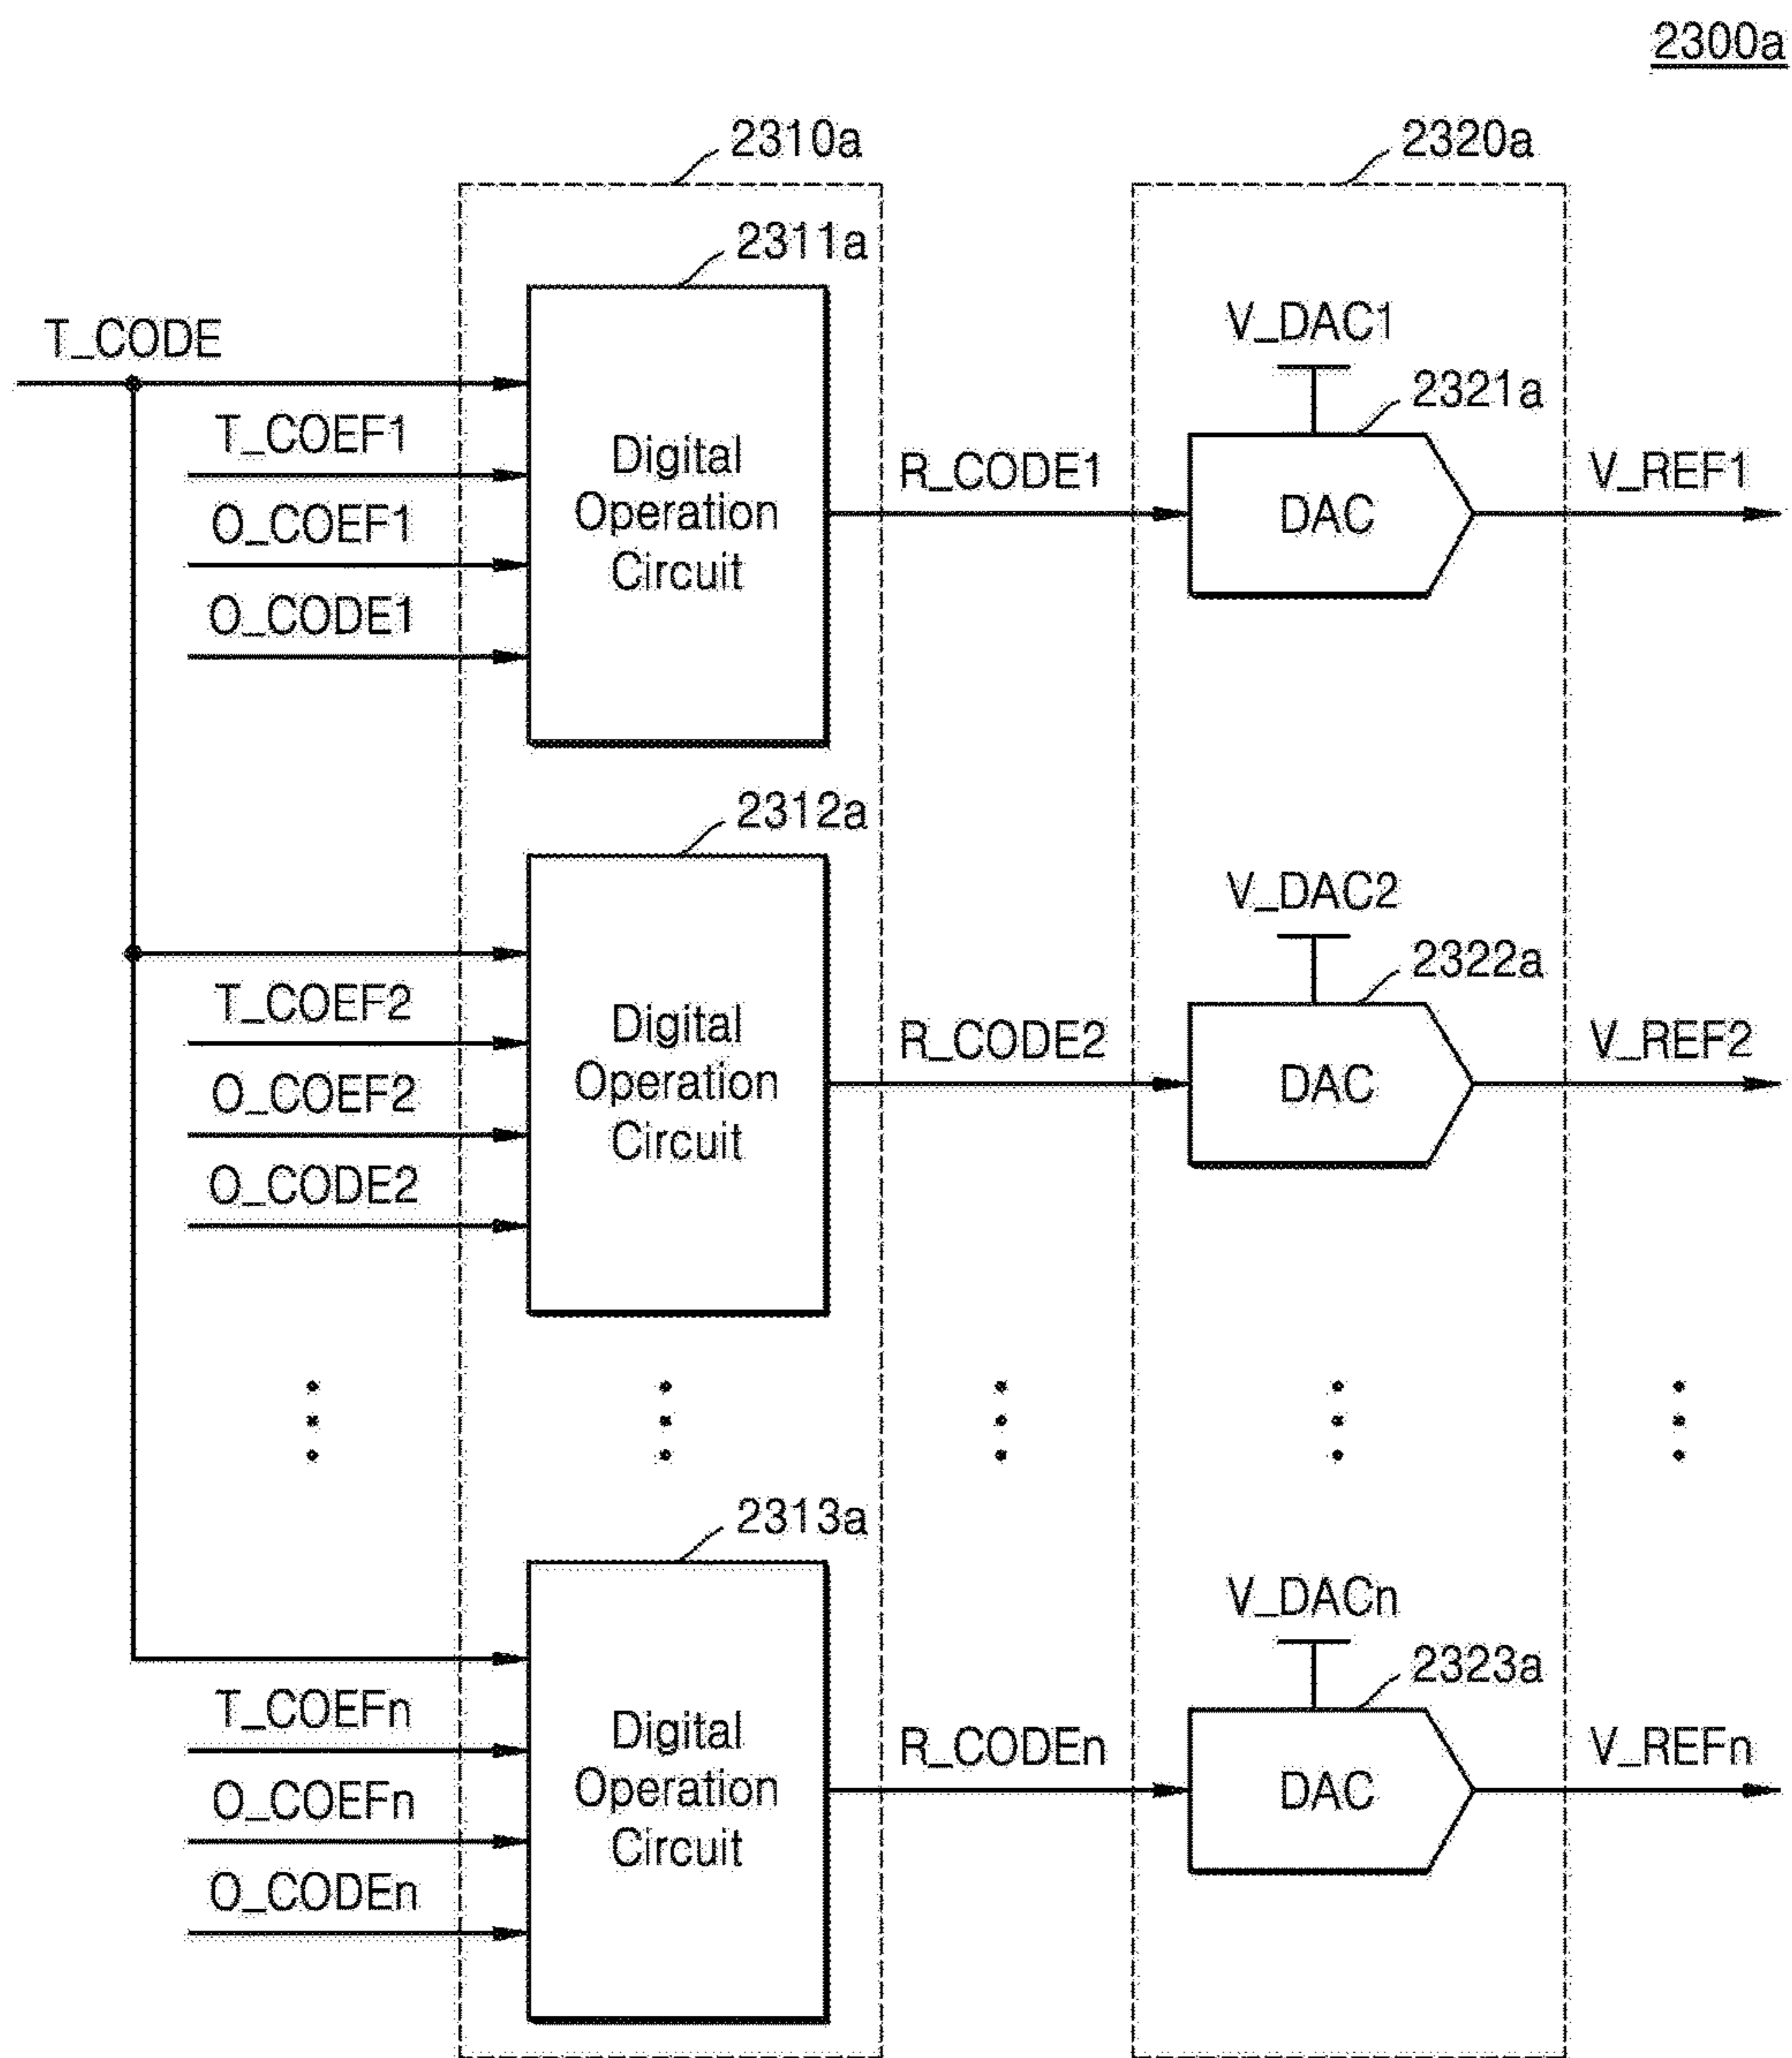 2300a
2310a
2320a
2311a
T_CODE
V_DAC1
2321a
T_COEF1
Digital
Operation
Circuit
R_CODE1
DAC
V_REF1
O_COEF1
O_CODE1
2312a
V_DAC2
2322a
T_COEF2
Digital
Operation
Circuit
R_CODE2
DAC
V_REF2
O_COEF2
O_CODE2
2313a
V_DACn
2323a
T_COEFn
Digital
Operation
Circuit
R_CODEn
DAC
V_REFn
O_COEFn
O_CODEn